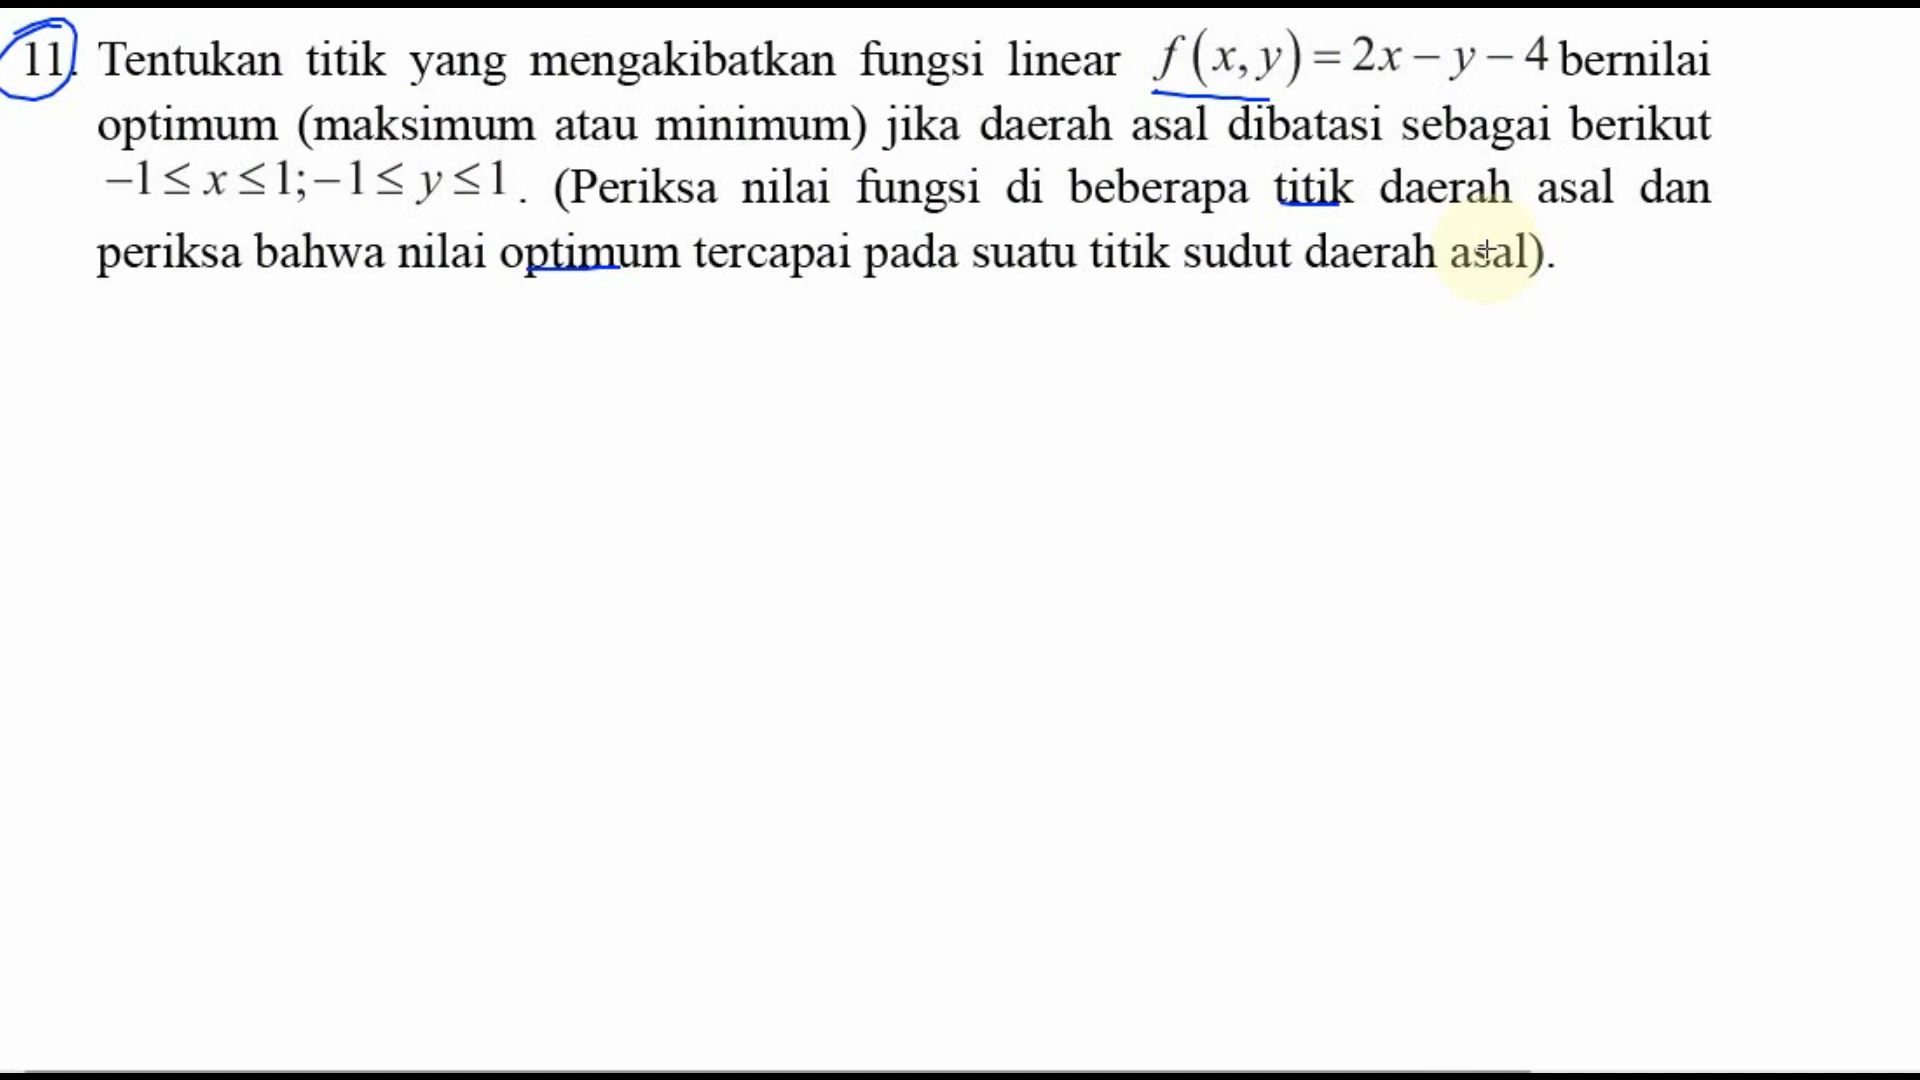 11. Tentukan titik yang mengakibatkan fungsi linear f(x,y)=2x−y−4 bernilai
optimum (maksimum atau minimum) jika daerah asal dibatasi sebagai berikut
−1≤x≤1;−1≤y≤1. (Periksa nilai fungsi di beberapa titik daerah asal dan
periksa bahwa nilai optimum tercapai pada suatu titik sudut daerah asal).